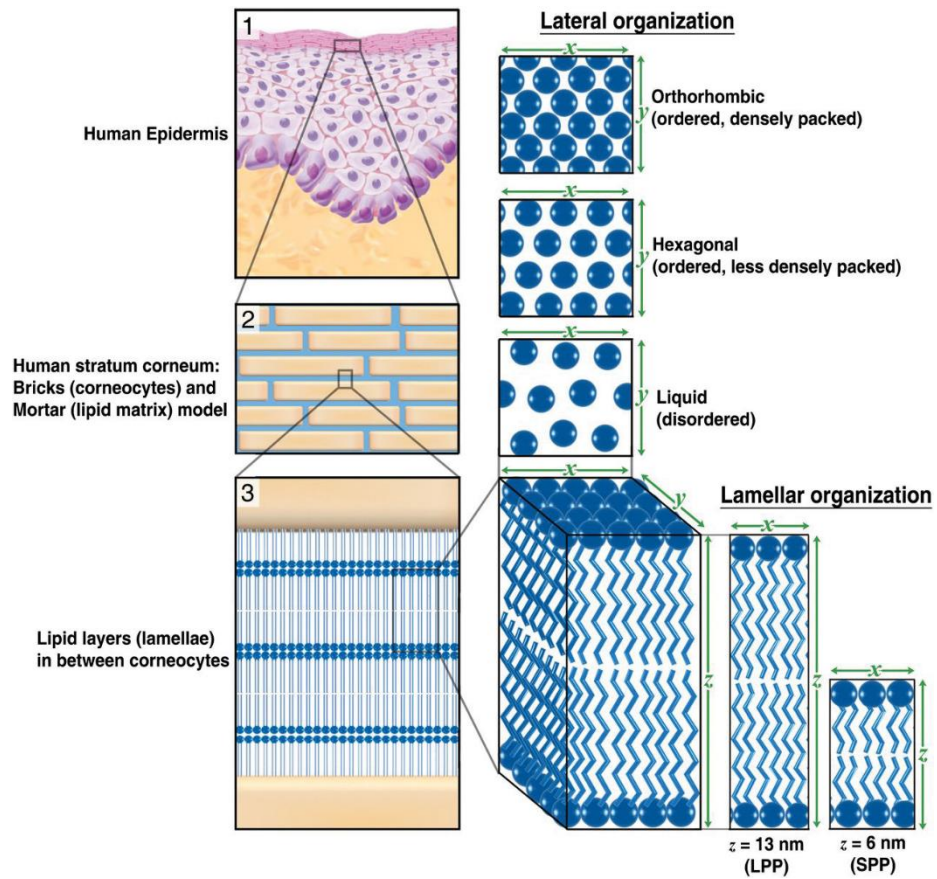 1
Human Epidermis
2
Human stratum corneum:
Bricks (corneocytes) and
Mortar (lipid matrix) model
3
Lipid layers (lamellae)
in between corneocytes
Lateral organization
x
y
Orthorhombic
(ordered, densely packed)
x
y
Hexagonal
(ordered, less densely packed)
x
y
Liquid
(disordered)
x
y
z
Lamellar organization
x
z
z = 13 nm
(LPP)
x
z
z = 6 nm
(SPP)